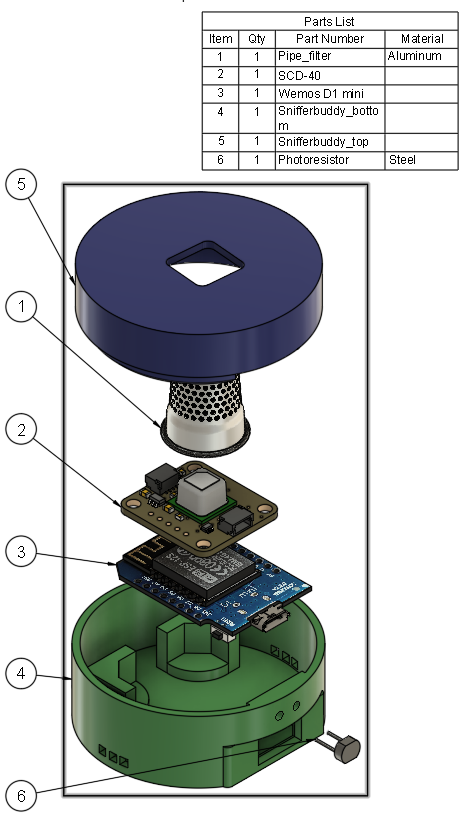 Parts List
Item Qty Part Number Material
1 1 Pipe_filter Aluminum
2 1 SCD-40
3 1 Wemos D1 mini
4 1 Snifferbuddy_botto
m
5 1 Snifferbuddy_top
6 1 Photoresistor Steel
5
1
2
3
4
6